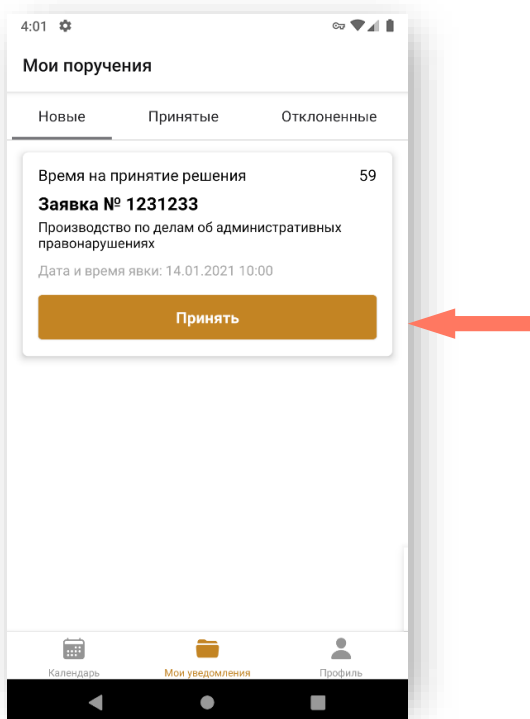 4:01
Мои поручения
Новые Принятые Отклоненные
Время на принятие решения 59
Заявка № 1231233
Производство по делам об административных
правонарушениях
Дата и время явки: 14.01.2021 10:00
Принять
Календарь Мои уведомления Профиль